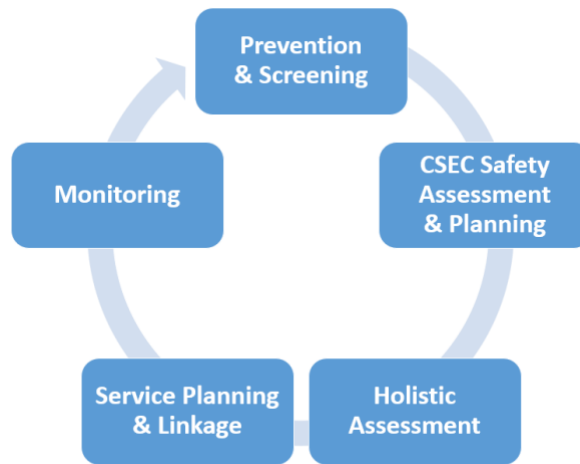 Prevention
& Screening
CSEC Safety
Assessment
& Planning
Holistic
Assessment
Service Planning
& Linkage
Monitoring